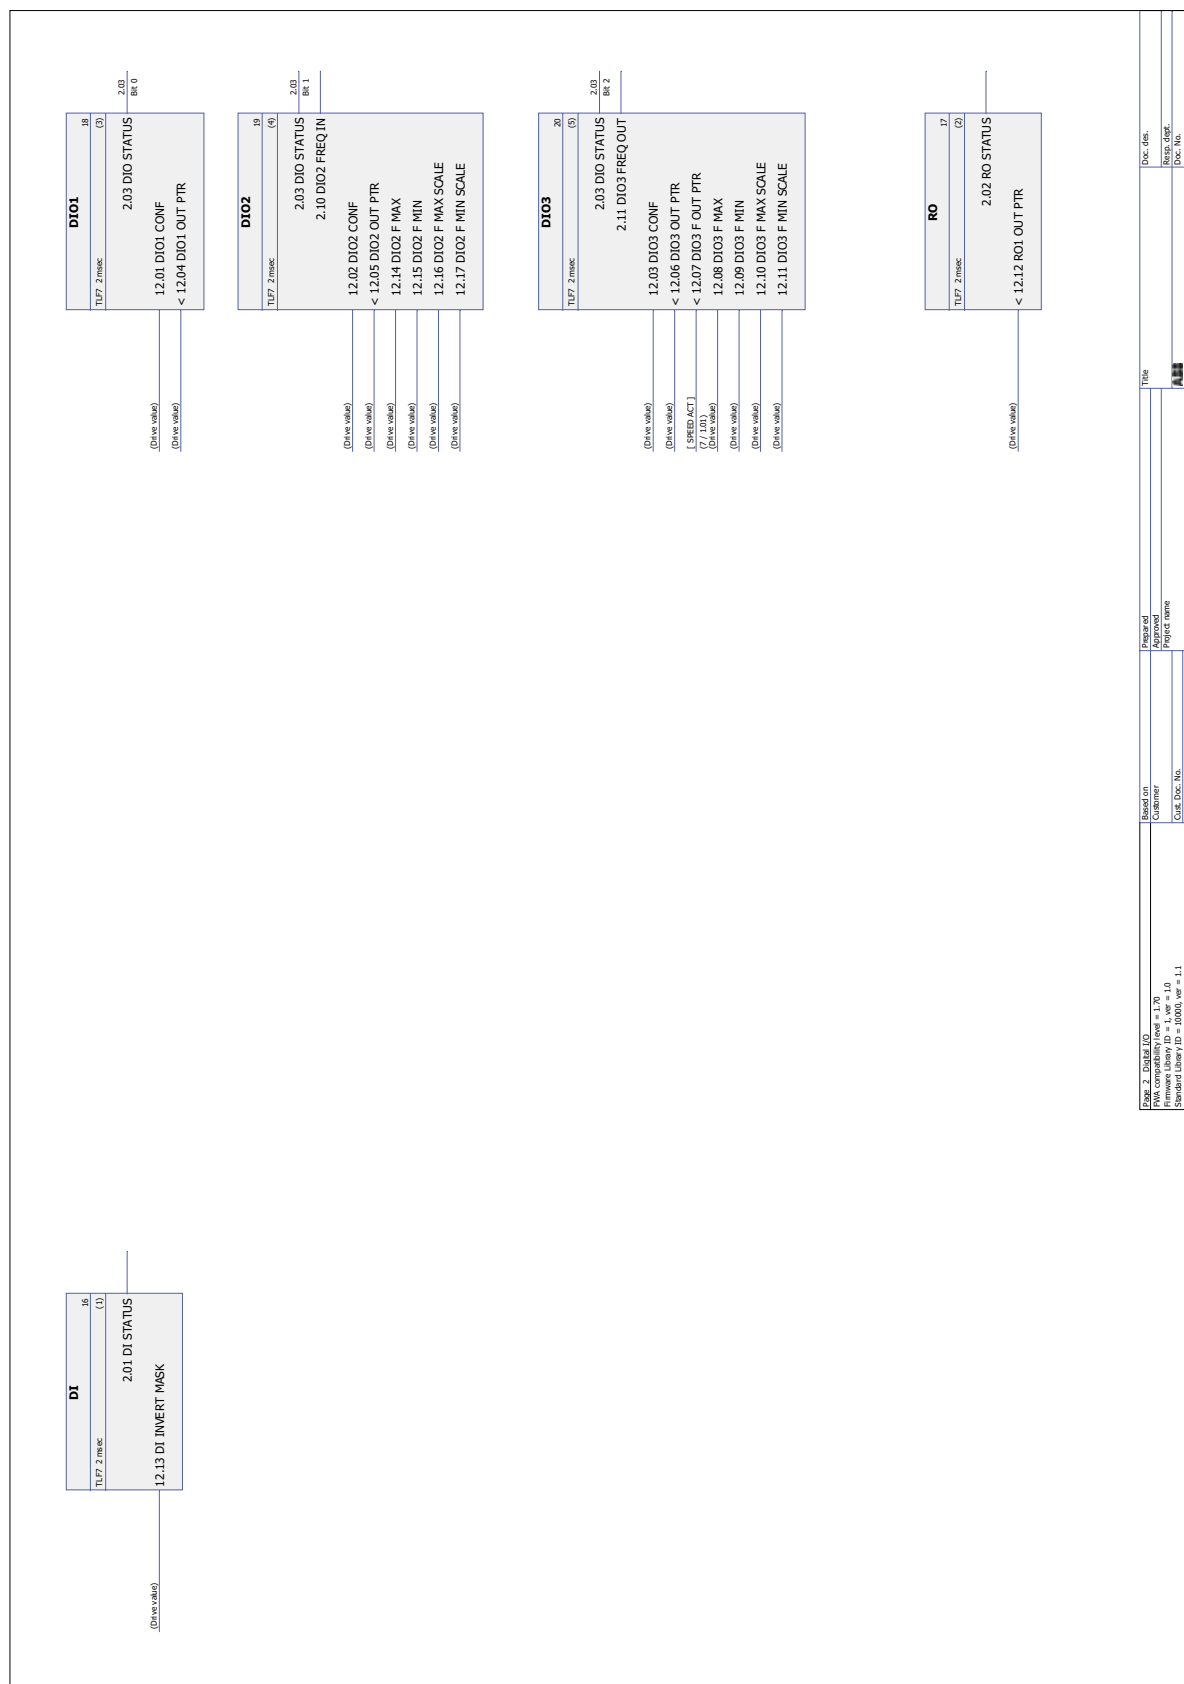 DI
16
TLF7 2 msec
(1)
2.01 DI STATUS
12.13 DI INVERT MASK
(Drive value)
DIO1
18
TLF7 2 msec
(3)
2.03 DIO STATUS
2.03
Bit 0
12.01 DIO1 CONF
(Drive value)
< 12.04 DIO1 OUT PTR
(Drive value)
DIO2
19
TLF7 2 msec
(4)
2.03 DIO STATUS
2.03
Bit 1
2.10 DIO2 FREQ IN
12.02 DIO2 CONF
(Drive value)
< 12.05 DIO2 OUT PTR
(Drive value)
12.14 DIO2 F MAX
(Drive value)
12.15 DIO2 F MIN
(Drive value)
12.16 DIO2 F MAX SCALE
(Drive value)
12.17 DIO2 F MIN SCALE
(Drive value)
DIO3
20
TLF7 2 msec
(5)
2.03 DIO STATUS
2.03
Bit 2
2.11 DIO3 FREQ OUT
12.03 DIO3 CONF
(Drive value)
< 12.06 DIO3 OUT PTR
(Drive value)
< 12.07 DIO3 F OUT PTR
[ SPEED ACT ]
(7 / 1.01)
12.08 DIO3 F MAX
(Drive value)
12.09 DIO3 F MIN
(Drive value)
12.10 DIO3 F MAX SCALE
(Drive value)
12.11 DIO3 F MIN SCALE
(Drive value)
RO
17
TLF7 2 msec
(2)
2.02 RO STATUS
< 12.12 RO1 OUT PTR
(Drive value)
Page 2 Digital I/O
FWA compatibility level = 1.70
Firmware Library ID = 1, ver = 1.0
Standard Library ID = 10000, ver = 1.1
Based on
Customer
Cust. Doc. No.
Prepared
Approved
Project name
Title
ABB
Doc. des.
Resp. dept.
Doc. No.